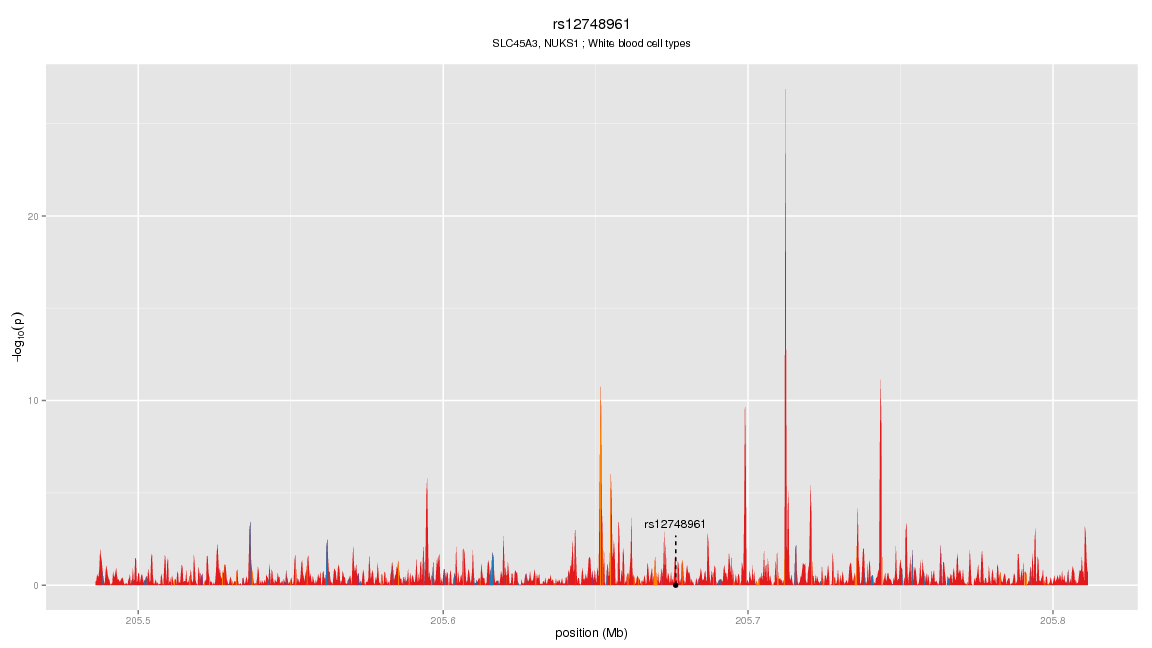 rs12748961
SLC45A3, NUKS1 ; White blood cell types
−log10(p)
20
10
0
rs12748961
205.5
205.6
205.7
205.8
position (Mb)